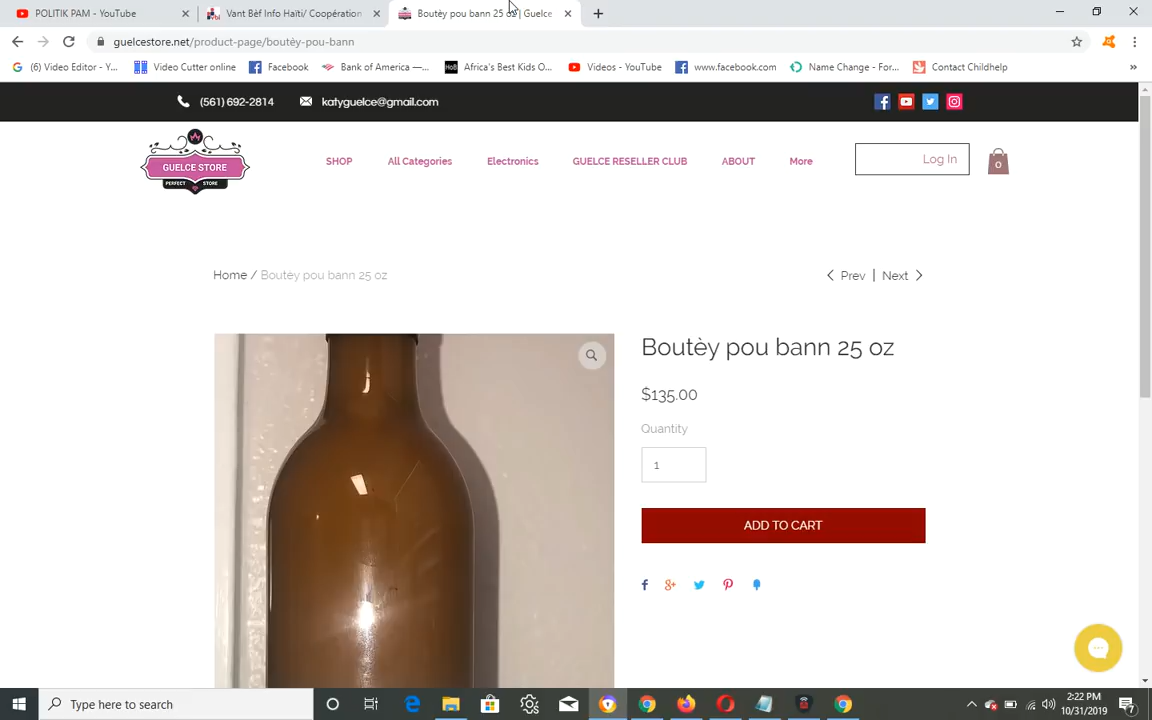 POLITIK PAM - YouTube
Vant Bèf Info Haïti/ Coopération
Boutèy pou bann 25 oz | Guelce
guelcestore.net/product-page/boutèy-pou-bann
(6) Video Editor - Y...
Video Cutter online
Facebook
Bank of America —...
HoB
Africa's Best Kids O...
Videos - YouTube
www.facebook.com
Name Change - For...
Contact Childhelp
»
(561) 692-2814
katyguelce@gmail.com
GUELCE STORE
PERFECT STORE
SHOP
All Categories
Electronics
GUELCE RESELLER CLUB
ABOUT
More
Log In
0
Home / Boutèy pou bann 25 oz
< Prev | Next >
Boutèy pou bann 25 oz
$135.00
Quantity
1
ADD TO CART
Type here to search
2:22 PM
10/31/2019
7